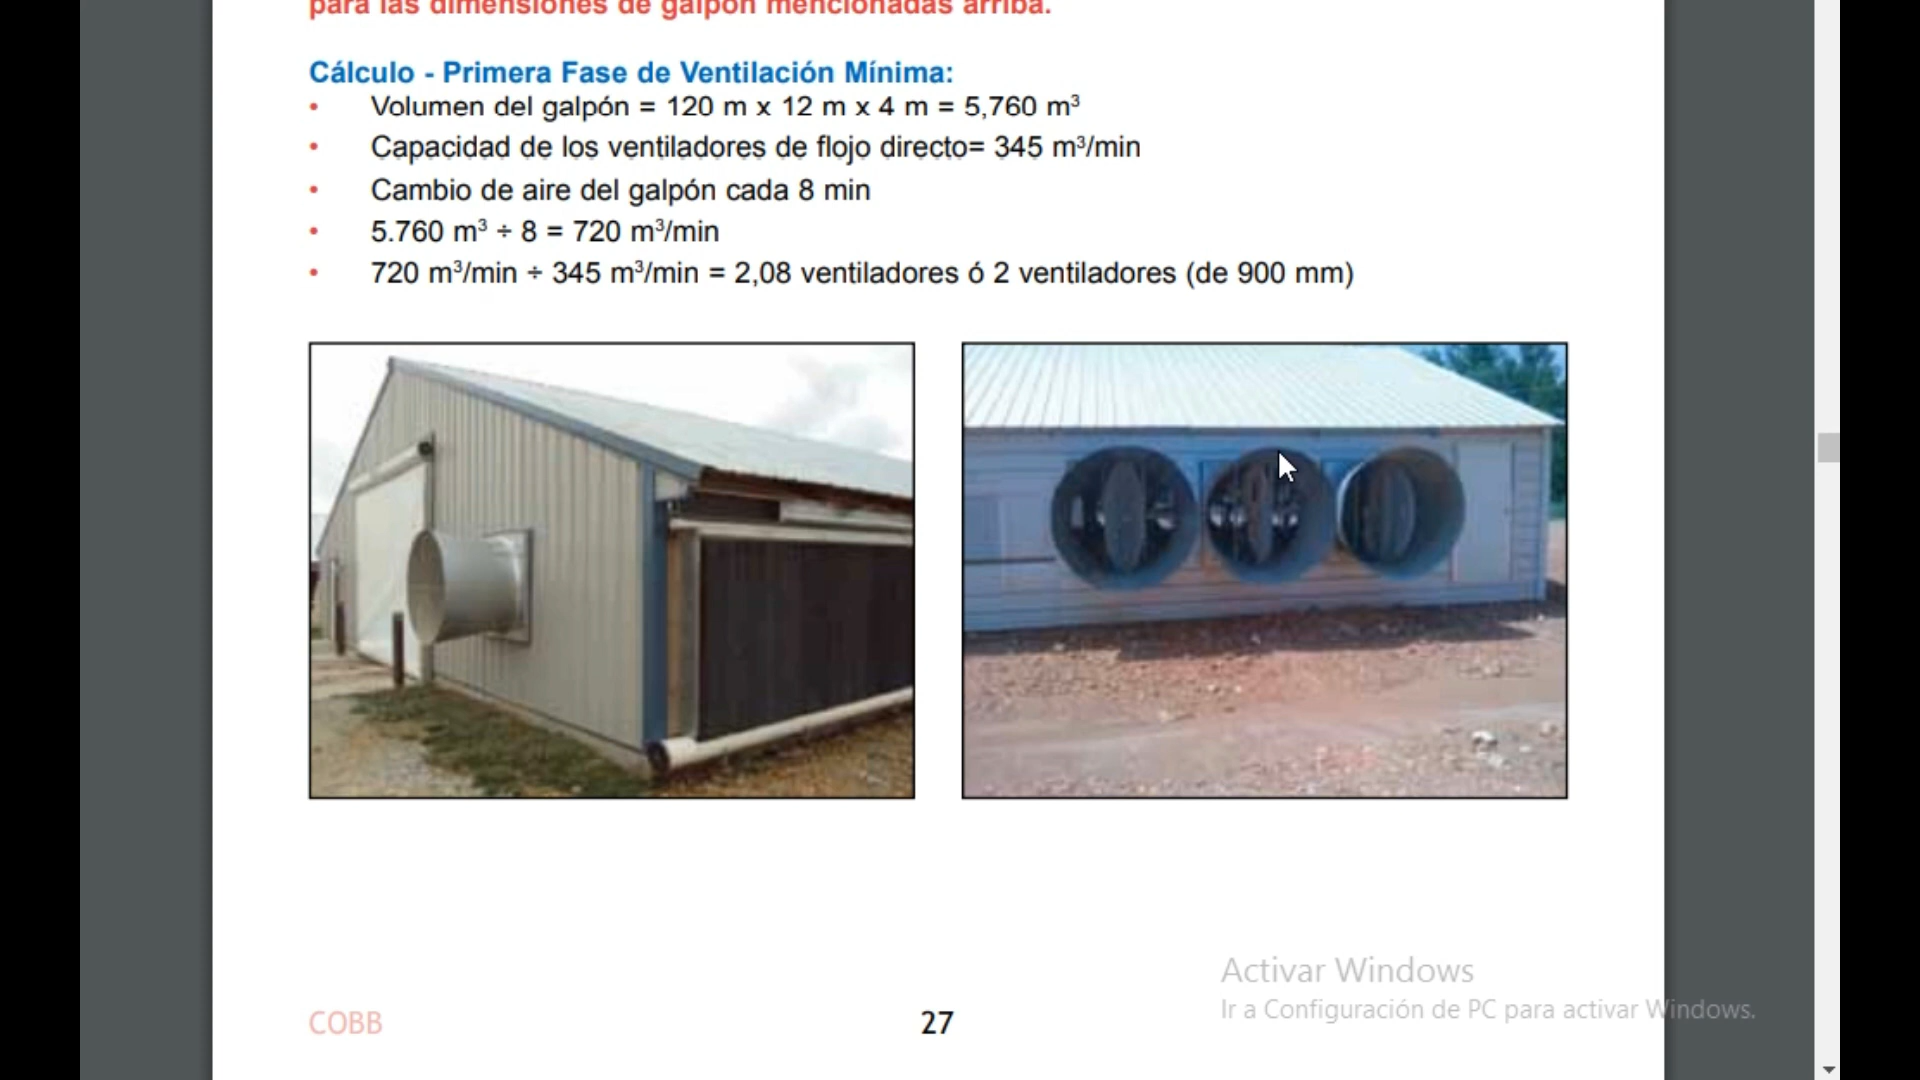 para las dimensiones de galpón mencionadas arriba.
Cálculo - Primera Fase de Ventilación Mínima:
• Volumen del galpón = 120 m x 12 m x 4 m = 5,760 m³
• Capacidad de los ventiladores de flojo directo= 345 m³/min
• Cambio de aire del galpón cada 8 min
• 5.760 m³ ÷ 8 = 720 m³/min
• 720 m³/min ÷ 345 m³/min = 2,08 ventiladores ó 2 ventiladores (de 900 mm)
Activar Windows
Ir a Configuración de PC para activar Windows.
COBB
27